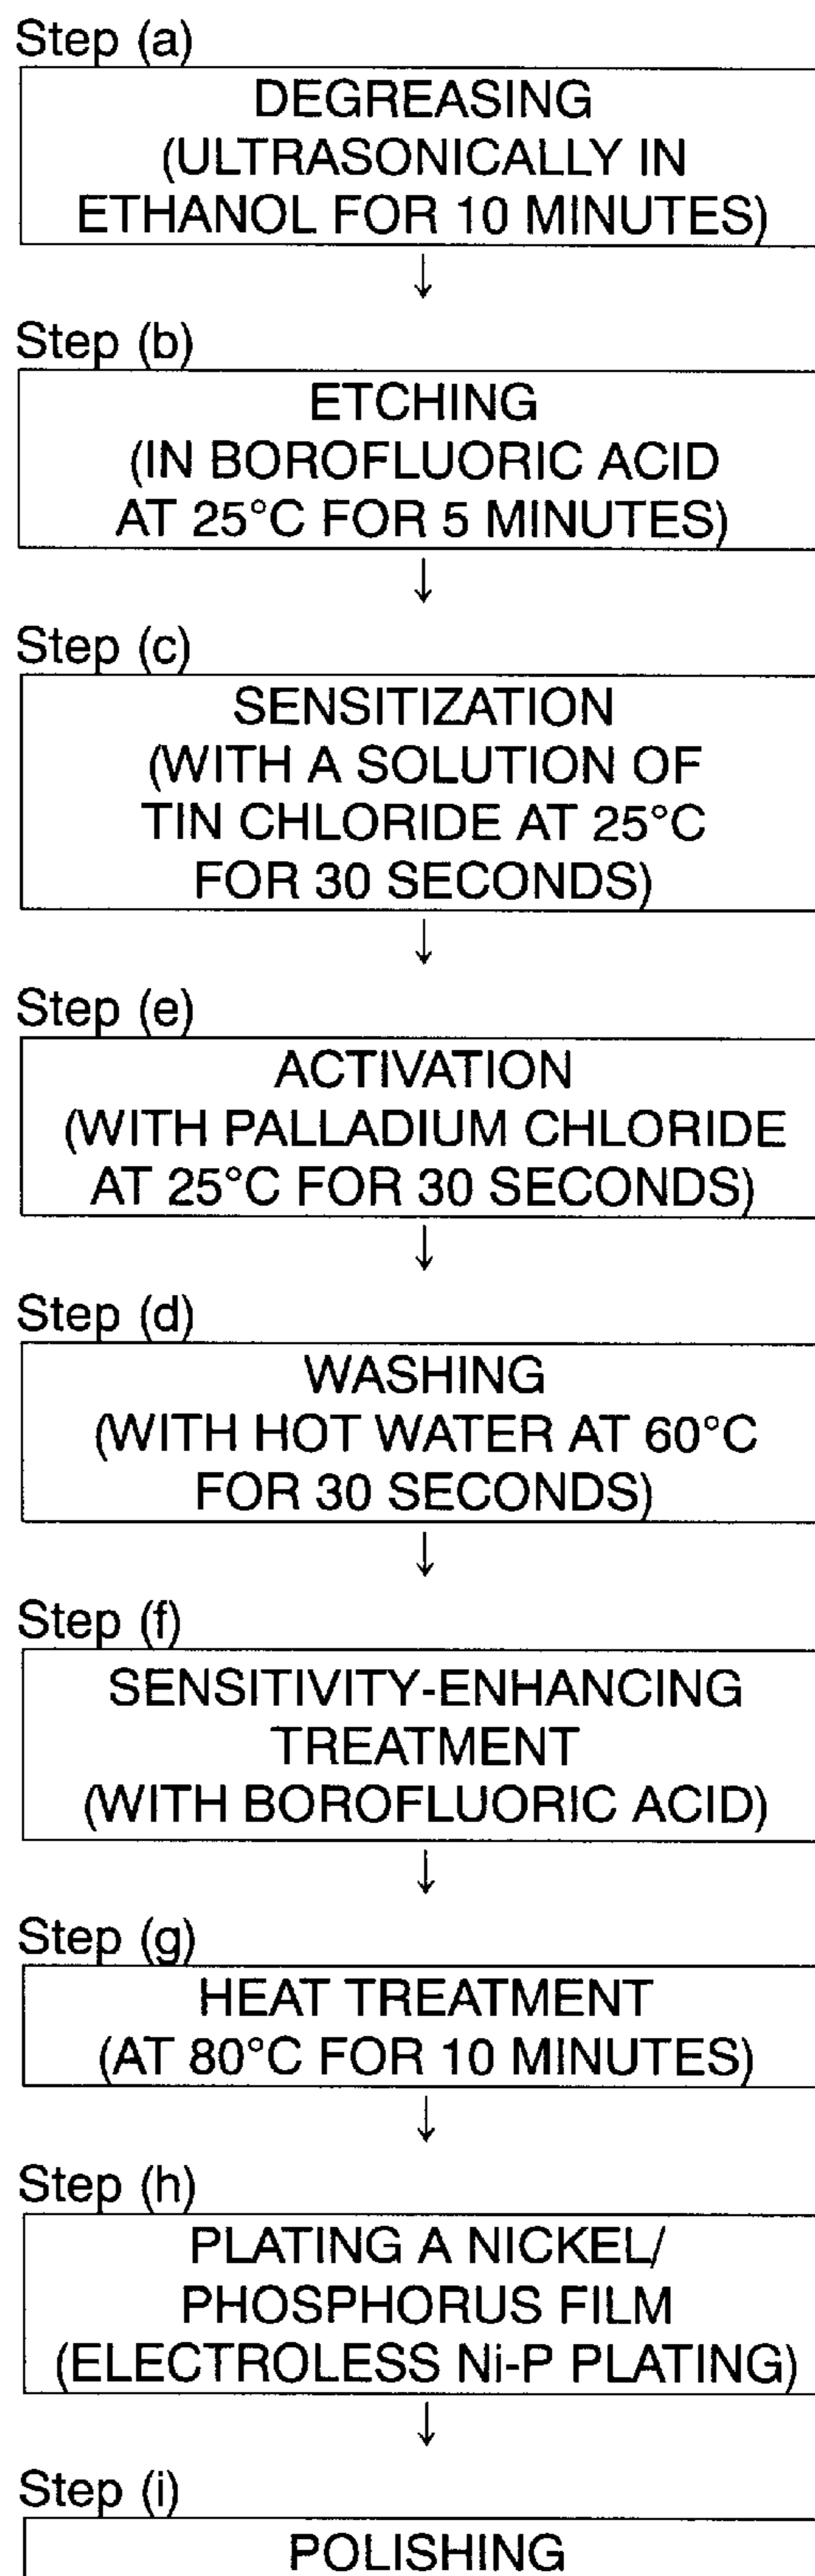 Step (a)
DEGREASING
(ULTRASONICALLY IN
ETHANOL FOR 10 MINUTES)
↓
Step (b)
ETCHING
(IN BOROFLUORIC ACID
AT 25°C FOR 5 MINUTES)
↓
Step (c)
SENSITIZATION
(WITH A SOLUTION OF
TIN CHLORIDE AT 25°C
FOR 30 SECONDS)
↓
Step (e)
ACTIVATION
(WITH PALLADIUM CHLORIDE
AT 25°C FOR 30 SECONDS)
↓
Step (d)
WASHING
(WITH HOT WATER AT 60°C
FOR 30 SECONDS)
↓
Step (f)
SENSITIVITY-ENHANCING
TREATMENT
(WITH BOROFLUORIC ACID)
↓
Step (g)
HEAT TREATMENT
(AT 80°C FOR 10 MINUTES)
↓
Step (h)
PLATING A NICKEL/
PHOSPHORUS FILM
(ELECTROLESS Ni-P PLATING)
↓
Step (i)
POLISHING